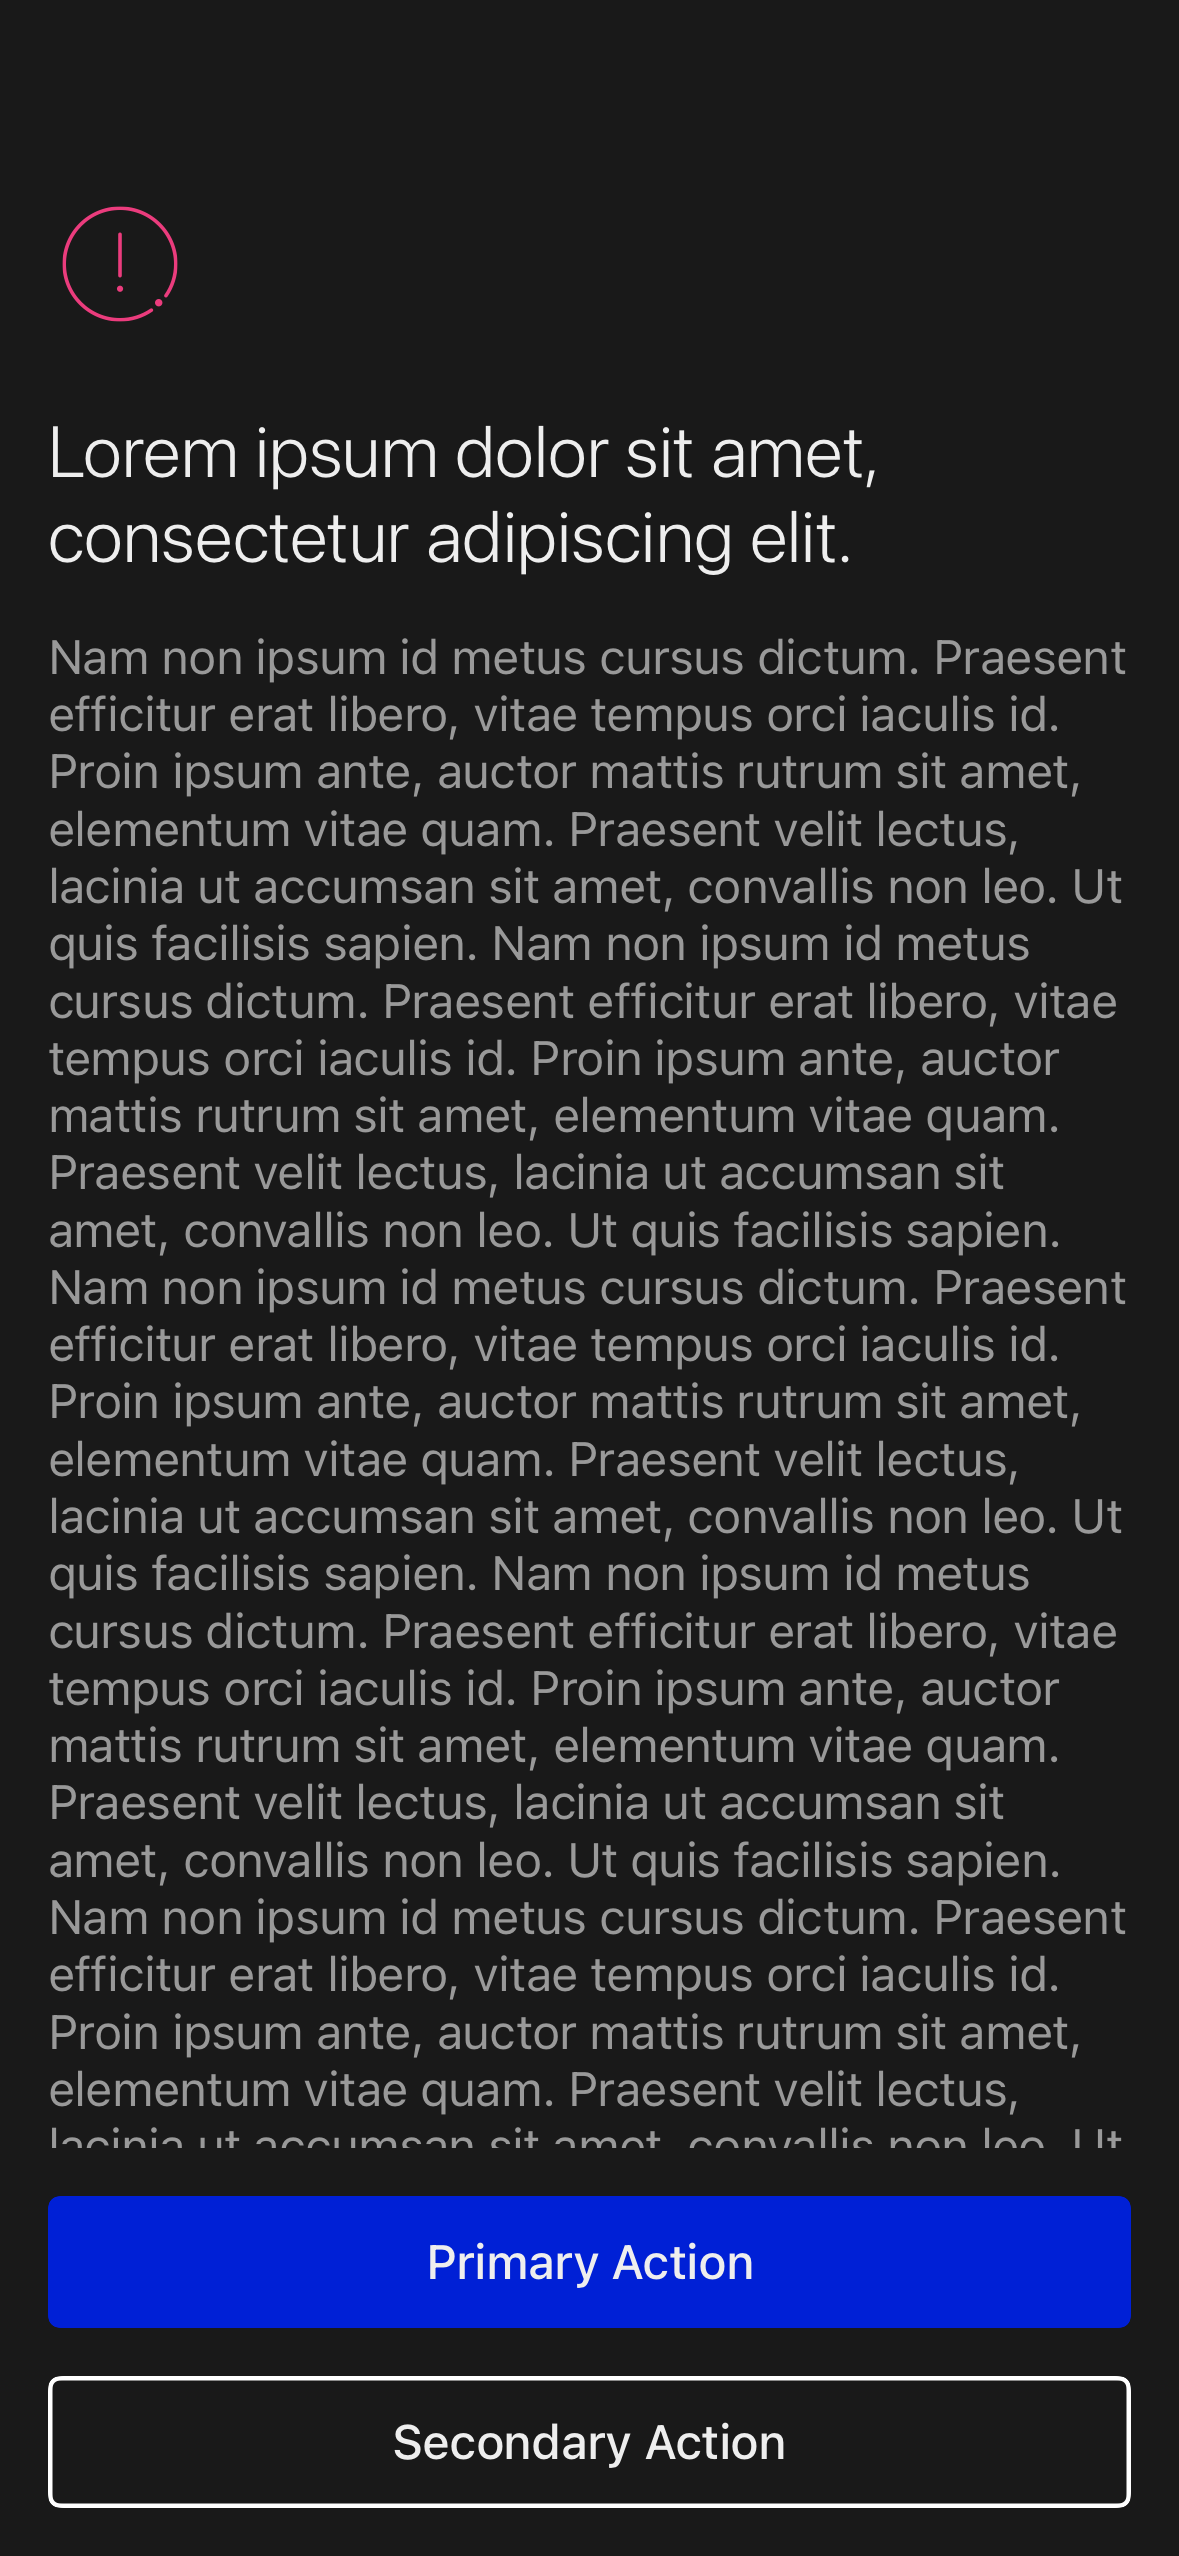 Lorem ipsum dolor sit amet,
consectetur adipiscing elit.
Nam non ipsum id metus cursus dictum. Praesent
efficitur erat libero, vitae tempus orci iaculis id.
Proin ipsum ante, auctor mattis rutrum sit amet,
elementum vitae quam. Praesent velit lectus,
lacinia ut accumsan sit amet, convallis non leo. Ut
quis facilisis sapien. Nam non ipsum id metus
cursus dictum. Praesent efficitur erat libero, vitae
tempus orci iaculis id. Proin ipsum ante, auctor
mattis rutrum sit amet, elementum vitae quam.
Praesent velit lectus, lacinia ut accumsan sit
amet, convallis non leo. Ut quis facilisis sapien.
Nam non ipsum id metus cursus dictum. Praesent
efficitur erat libero, vitae tempus orci iaculis id.
Proin ipsum ante, auctor mattis rutrum sit amet,
elementum vitae quam. Praesent velit lectus,
lacinia ut accumsan sit amet, convallis non leo. Ut
quis facilisis sapien. Nam non ipsum id metus
cursus dictum. Praesent efficitur erat libero, vitae
tempus orci iaculis id. Proin ipsum ante, auctor
mattis rutrum sit amet, elementum vitae quam.
Praesent velit lectus, lacinia ut accumsan sit
amet, convallis non leo. Ut quis facilisis sapien.
Nam non ipsum id metus cursus dictum. Praesent
efficitur erat libero, vitae tempus orci iaculis id.
Proin ipsum ante, auctor mattis rutrum sit amet,
elementum vitae quam. Praesent velit lectus,
lacinia ut accumsan sit amet, convallis non leo. Ut
Primary Action
Secondary Action